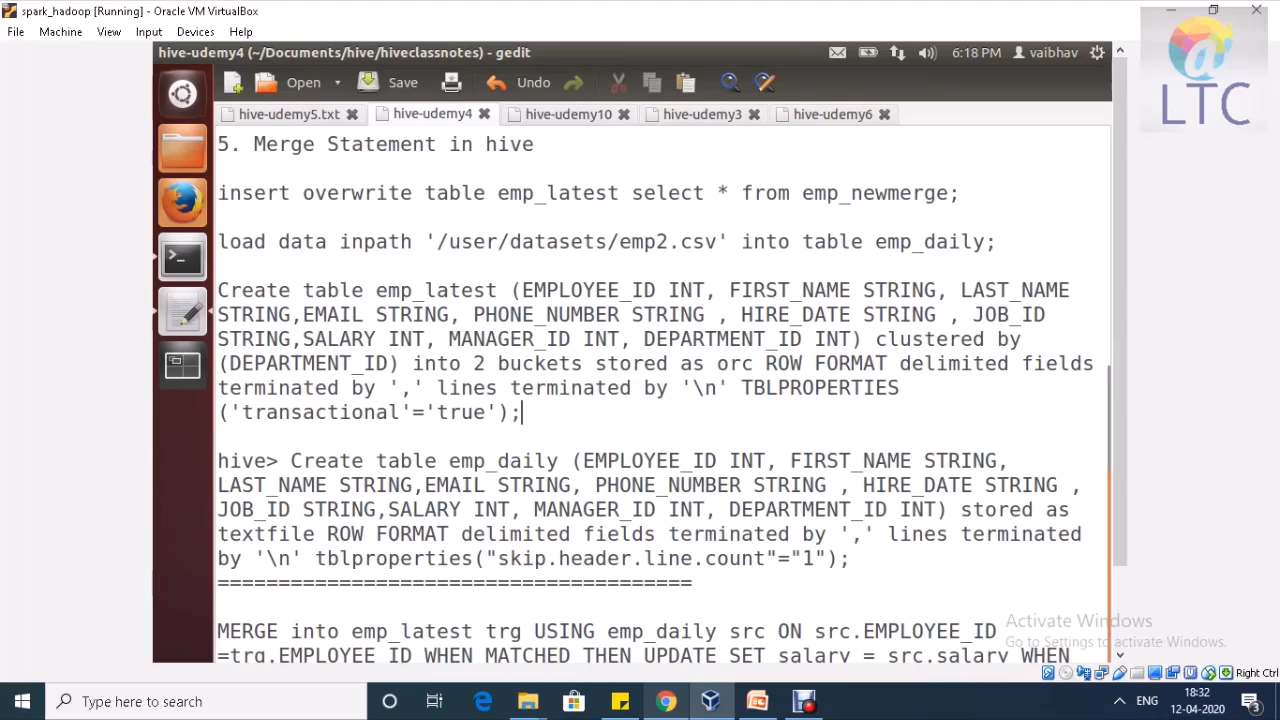 spark_hadoop [Running] - Oracle VM VirtualBox
File Machine View Input Devices Help
hive-udemy4 (~/Documents/hive/hiveclassnotes) - gedit 6:18 PM vaibhav
Open Save Undo
hive-udemy5.txt hive-udemy4 hive-udemy10 hive-udemy3 hive-udemy6
@
LTC
5. Merge Statement in hive
insert overwrite table emp_latest select * from emp_newmerge;
load data inpath '/user/datasets/emp2.csv' into table emp_daily;
Create table emp_latest (EMPLOYEE_ID INT, FIRST_NAME STRING, LAST_NAME
STRING,EMAIL STRING, PHONE_NUMBER STRING , HIRE_DATE STRING , JOB_ID
STRING,SALARY INT, MANAGER_ID INT, DEPARTMENT_ID INT) clustered by
(DEPARTMENT_ID) into 2 buckets stored as orc ROW FORMAT delimited fields
terminated by ',' lines terminated by '\n' TBLPROPERTIES
('transactional'='true');
hive> Create table emp_daily (EMPLOYEE_ID INT, FIRST_NAME STRING,
LAST_NAME STRING,EMAIL STRING, PHONE_NUMBER STRING , HIRE_DATE STRING ,
JOB_ID STRING,SALARY INT, MANAGER_ID INT, DEPARTMENT_ID INT) stored as
textfile ROW FORMAT delimited fields terminated by ',' lines terminated
by '\n' tblproperties("skip.header.line.count"="1");
=======================================
MERGE into emp_latest trg USING emp_daily src ON src.EMPLOYEE_ID
=trg.EMPLOYEE_ID WHEN MATCHED THEN UPDATE SET salary = src.salary WHEN
Activate Windows
Go to Settings to activate Windows.
Right Ctrl
Type here to search
ENG
18:32
12-04-2020
3